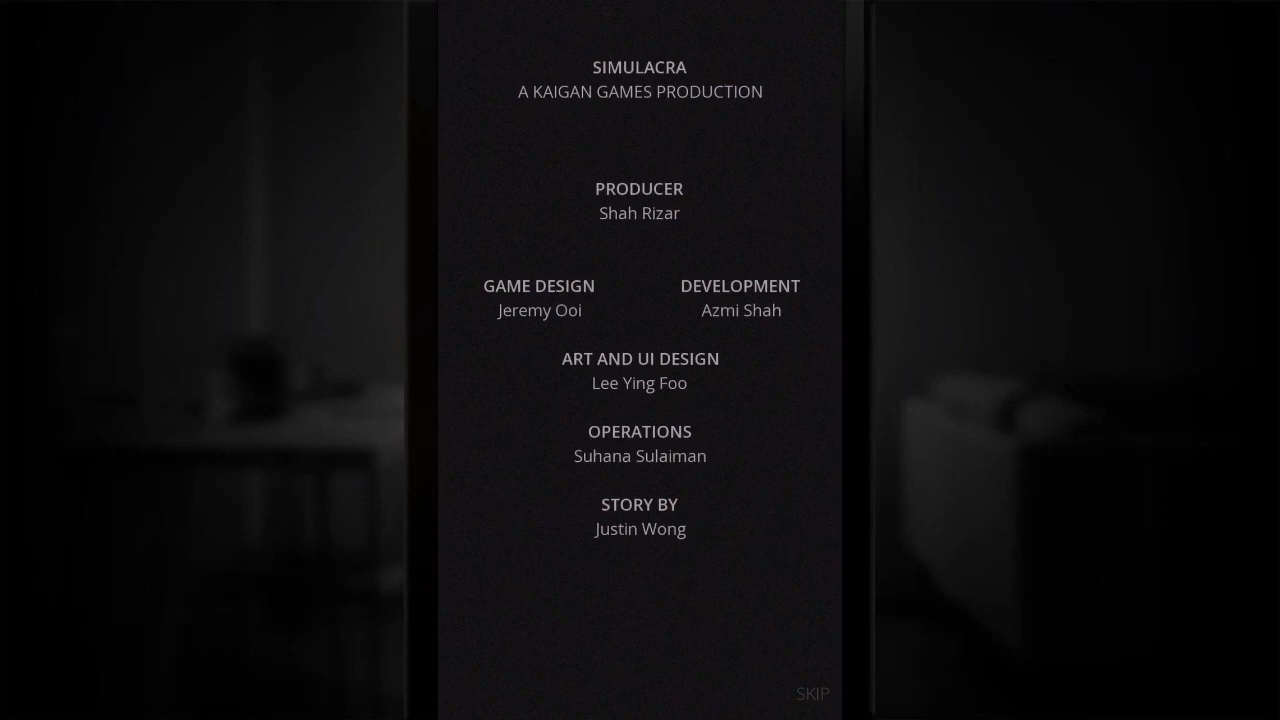 SIMULACRA
A KAIGAN GAMES PRODUCTION
PRODUCER
Shah Rizar
GAME DESIGN
Jeremy Ooi
DEVELOPMENT
Azmi Shah
ART AND UI DESIGN
Lee Ying Foo
OPERATIONS
Suhana Sulaiman
STORY BY
Justin Wong
SKIP